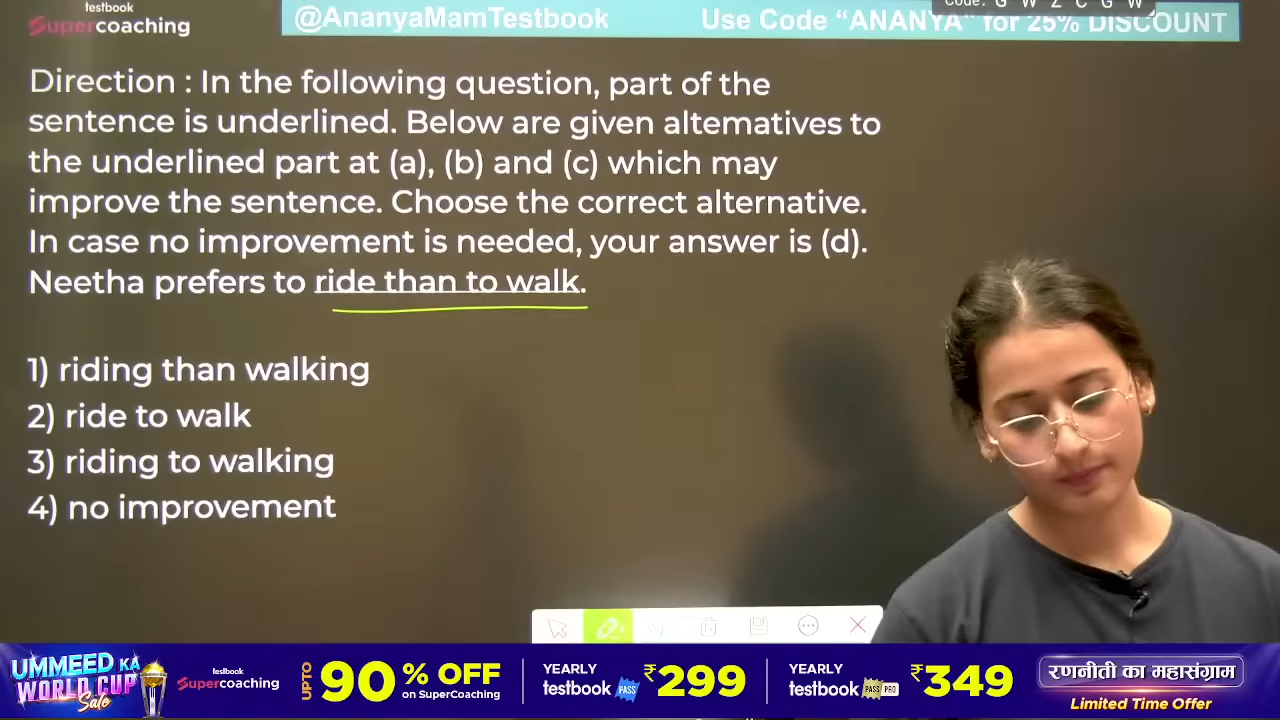 testbook
Supercoaching
@AnanyaMamTestbook
Use Code “ANANYA” for 25% DISCOUNT
Code: G W Z C G W
Direction : In the following question, part of the
sentence is underlined. Below are given altematives to
the underlined part at (a), (b) and (c) which may
improve the sentence. Choose the correct alternative.
In case no improvement is needed, your answer is (d).
Neetha prefers to ride than to walk.
1) riding than walking
2) ride to walk
3) riding to walking
4) no improvement
UMMEED KA
WORLD CUP
Sale
testbook
Supercoaching
UPTO 90% OFF
on SuperCoaching
YEARLY
testbook PASS
₹299
YEARLY
testbook PASS PRO
₹349
रणनीती का महासंग्राम
Limited Time Offer